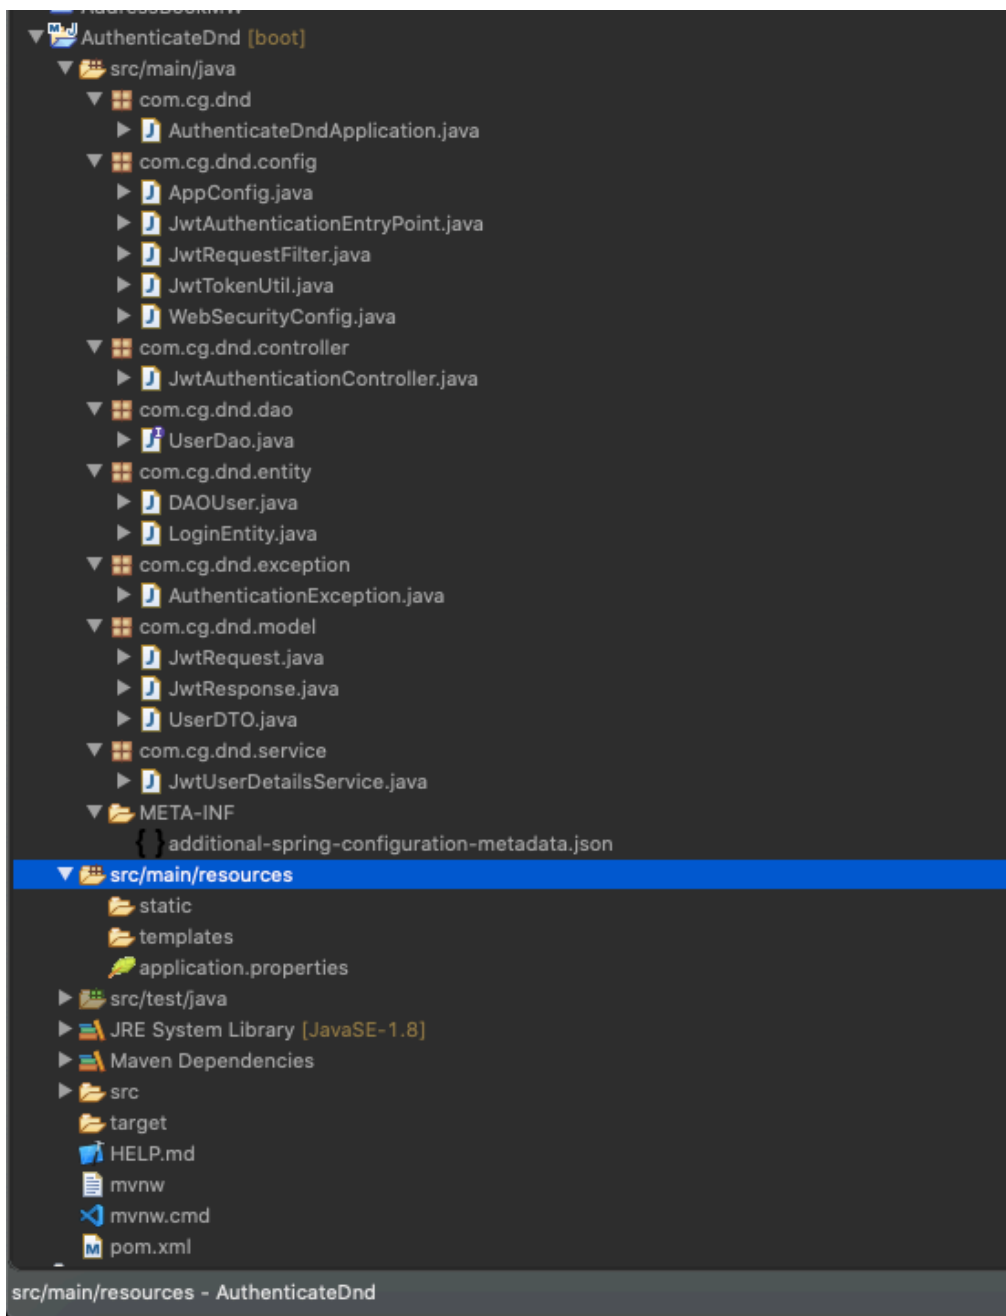 AddressBookMW
AuthenticateDnd [boot]
src/main/java
com.cg.dnd
AuthenticateDndApplication.java
com.cg.dnd.config
AppConfig.java
JwtAuthenticationEntryPoint.java
JwtRequestFilter.java
JwtTokenUtil.java
WebSecurityConfig.java
com.cg.dnd.controller
JwtAuthenticationController.java
com.cg.dnd.dao
UserDao.java
com.cg.dnd.entity
DAOUser.java
LoginEntity.java
com.cg.dnd.exception
AuthenticationException.java
com.cg.dnd.model
JwtRequest.java
JwtResponse.java
UserDTO.java
com.cg.dnd.service
JwtUserDetailsService.java
META-INF
additional-spring-configuration-metadata.json
src/main/resources
static
templates
application.properties
src/test/java
JRE System Library [JavaSE-1.8]
Maven Dependencies
src
target
HELP.md
mvnw
mvnw.cmd
pom.xml
src/main/resources - AuthenticateDnd